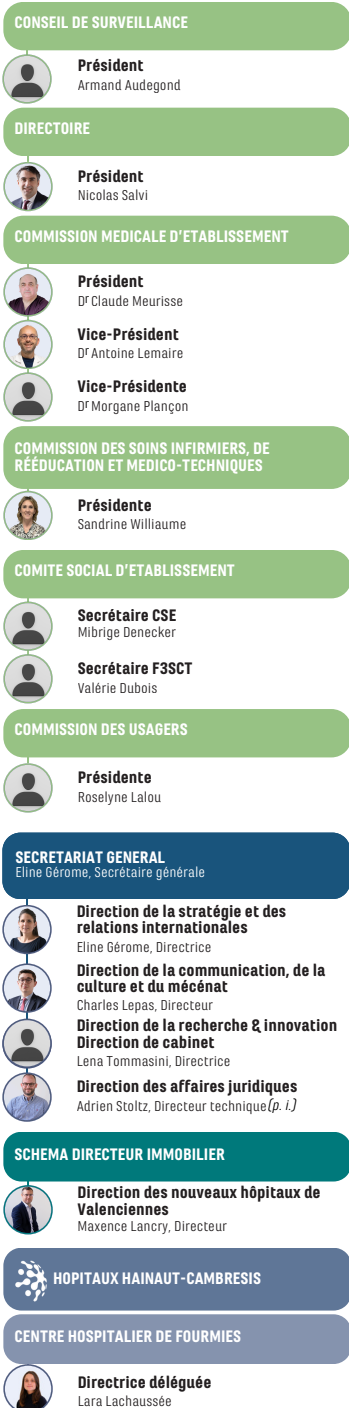 CONSEIL DE SURVEILLANCE
Président
Armand Audegond
DIRECTOIRE
Président
Nicolas Salvi
COMMISSION MEDICALE D'ETABLISSEMENT
Président
Dr Claude Meurisse
Vice-Président
Dr Antoine Lemaire
Vice-Présidente
Dr Morgane Plançon
COMMISSION DES SOINS INFIRMIERS, DE
RÉÉDUCATION ET MEDICO-TECHNIQUES
Présidente
Sandrine Williaume
COMITE SOCIAL D'ETABLISSEMENT
Secrétaire CSE
Mibrige Denecker
Secrétaire F3SCT
Valérie Dubois
COMMISSION DES USAGERS
Présidente
Roselyne Lalou
SECRETARIAT GENERAL
Eline Gérome, Secrétaire générale
Direction de la stratégie et des
relations internationales
Eline Gérome, Directrice
Direction de la communication, de la
culture et du mécénat
Charles Lepas, Directeur
Direction de la recherche & innovation
Direction de cabinet
Lena Tommasini, Directrice
Direction des affaires juridiques
Adrien Stoltz, Directeur technique (p. i.)
SCHEMA DIRECTEUR IMMOBILIER
Direction des nouveaux hôpitaux de
Valenciennes
Maxence Lancry, Directeur
HOPITAUX HAINAUT-CAMBRESIS
CENTRE HOSPITALIER DE FOURMIES
Directrice déléguée
Lara Lachaussée